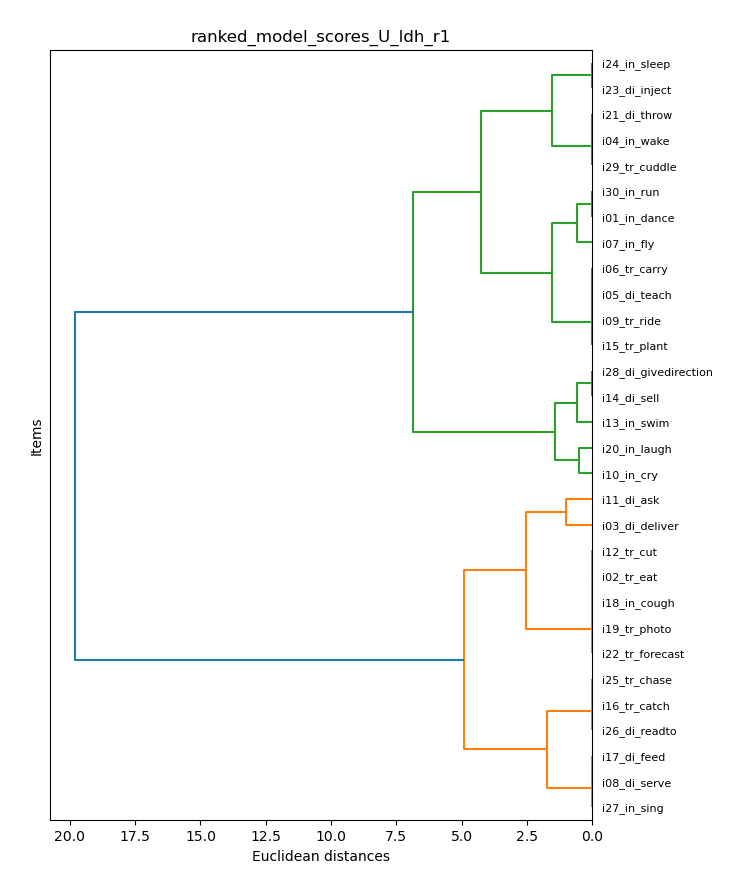 ranked_model_scores_U_ldh_r1
i24_in_sleep
i23_di_inject
i21_di_throw
i04_in_wake
i29_tr_cuddle
i30_in_run
i01_in_dance
i07_in_fly
i06_tr_carry
i05_di_teach
i09_tr_ride
i15_tr_plant
i28_di_givedirection
i14_di_sell
i13_in_swim
i20_in_laugh
i10_in_cry
i11_di_ask
i03_di_deliver
i12_tr_cut
i02_tr_eat
i18_in_cough
i19_tr_photo
i22_tr_forecast
i25_tr_chase
i16_tr_catch
i26_di_readto
i17_di_feed
i08_di_serve
i27_in_sing
Items
20.0 17.5 15.0 12.5 10.0 7.5 5.0 2.5 0.0
Euclidean distances